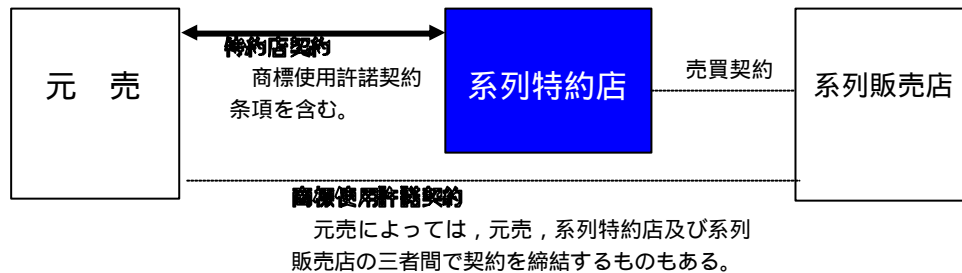 元　売
特約店契約
商標使用許諾契約
条項を含む。
系列特約店
売買契約
系列販売店
商標使用許諾契約
元売によっては，元売，系列特約店及び系列
販売店の三者間で契約を締結するものもある。